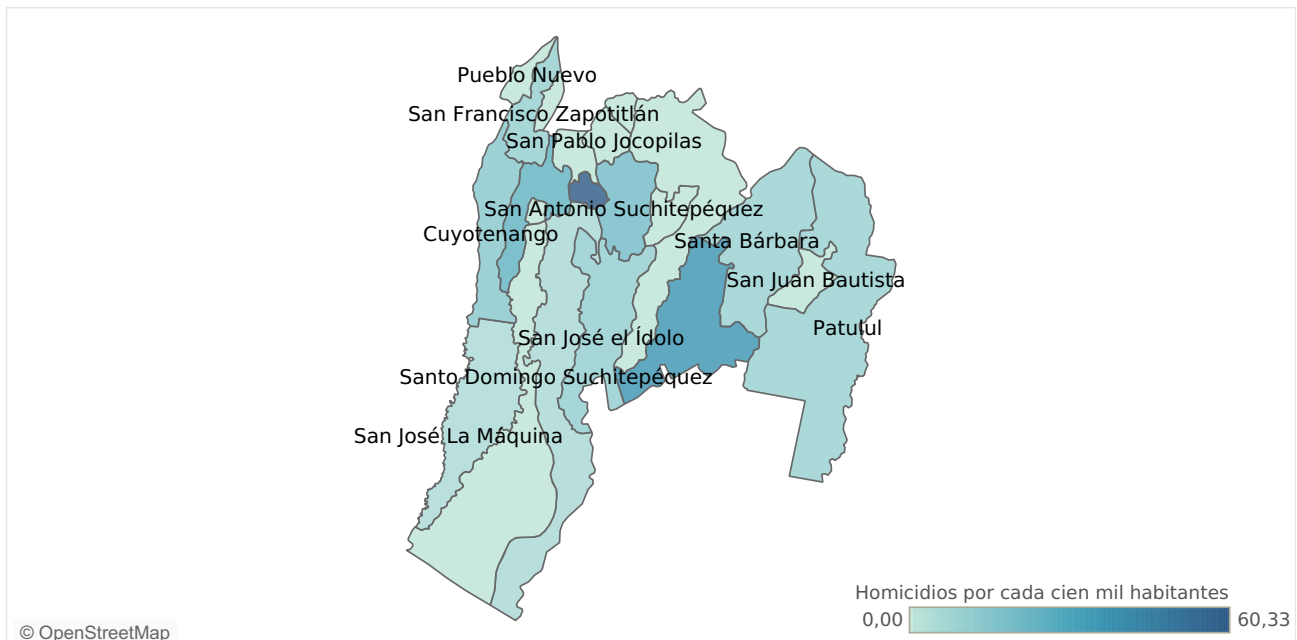 Pueblo Nuevo
San Francisco Zapotitlán
San Pablo Jocopilas
San Antonio Suchitepéquez
Cuyotenango
Santa Bárbara
San Juan Bautista
Patulul
San José el Ídolo
Santo Domingo Suchitepéquez
San José La Máquina
Homicidios por cada cien mil habitantes
0,00 60,33
© OpenStreetMap